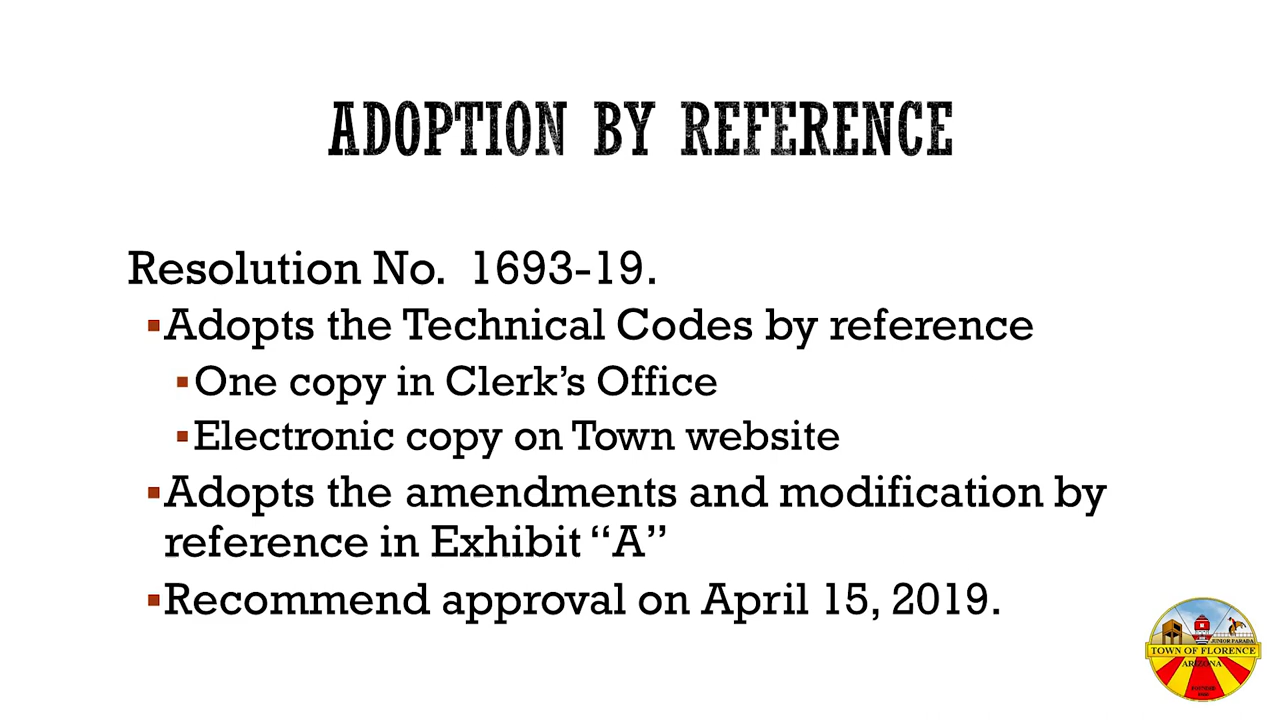 ADOPTION BY REFERENCE
Resolution No. 1693-19.
▪Adopts the Technical Codes by reference
▪One copy in Clerk’s Office
▪Electronic copy on Town website
▪Adopts the amendments and modification by
reference in Exhibit “A”
▪Recommend approval on April 15, 2019.
JUNIOR PARADA
TOWN OF FLORENCE
ARIZONA